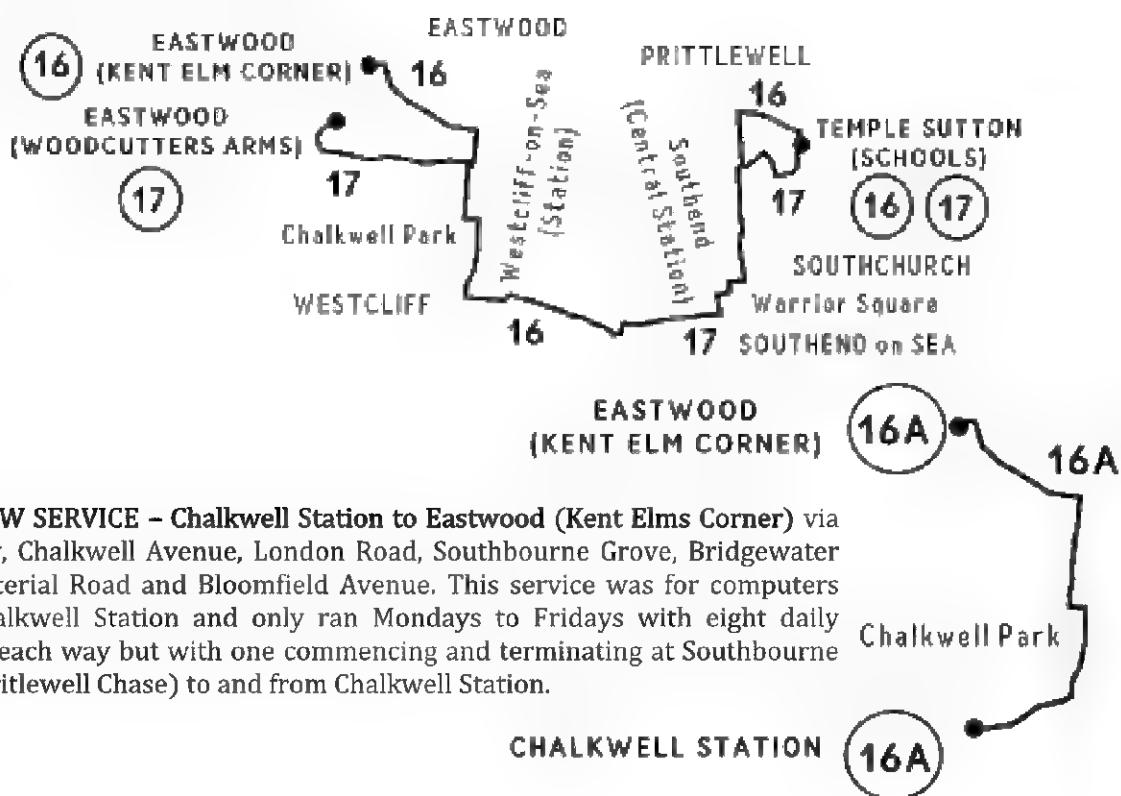 EASTWOOD
16
EASTWOOD
(KENT ELM CORNER)
16
PRITTLEWELL
16
EASTWOOD
(WOODCUTTERS ARMS)
17
17
Westcliff-on-Sea
(Station)
Southend
(Central Station)
TEMPLE SUTTON
(SCHOOLS)
16 17
17
Chalkwell Park
SOUTHCHURCH
WESTCLIFF
Warrior Square
16
17
SOUTHEND on SEA
EASTWOOD
(KENT ELM CORNER)
16A
16A
W SERVICE – Chalkwell Station to Eastwood (Kent Elms Corner) via
, Chalkwell Avenue, London Road, Southbourne Grove, Bridgewater
terial Road and Bloomfield Avenue. This service was for computers
alkwell Station and only ran Mondays to Fridays with eight daily
each way but with one commencing and terminating at Southbourne
ritlewell Chase) to and from Chalkwell Station.
Chalkwell Park
CHALKWELL STATION
16A